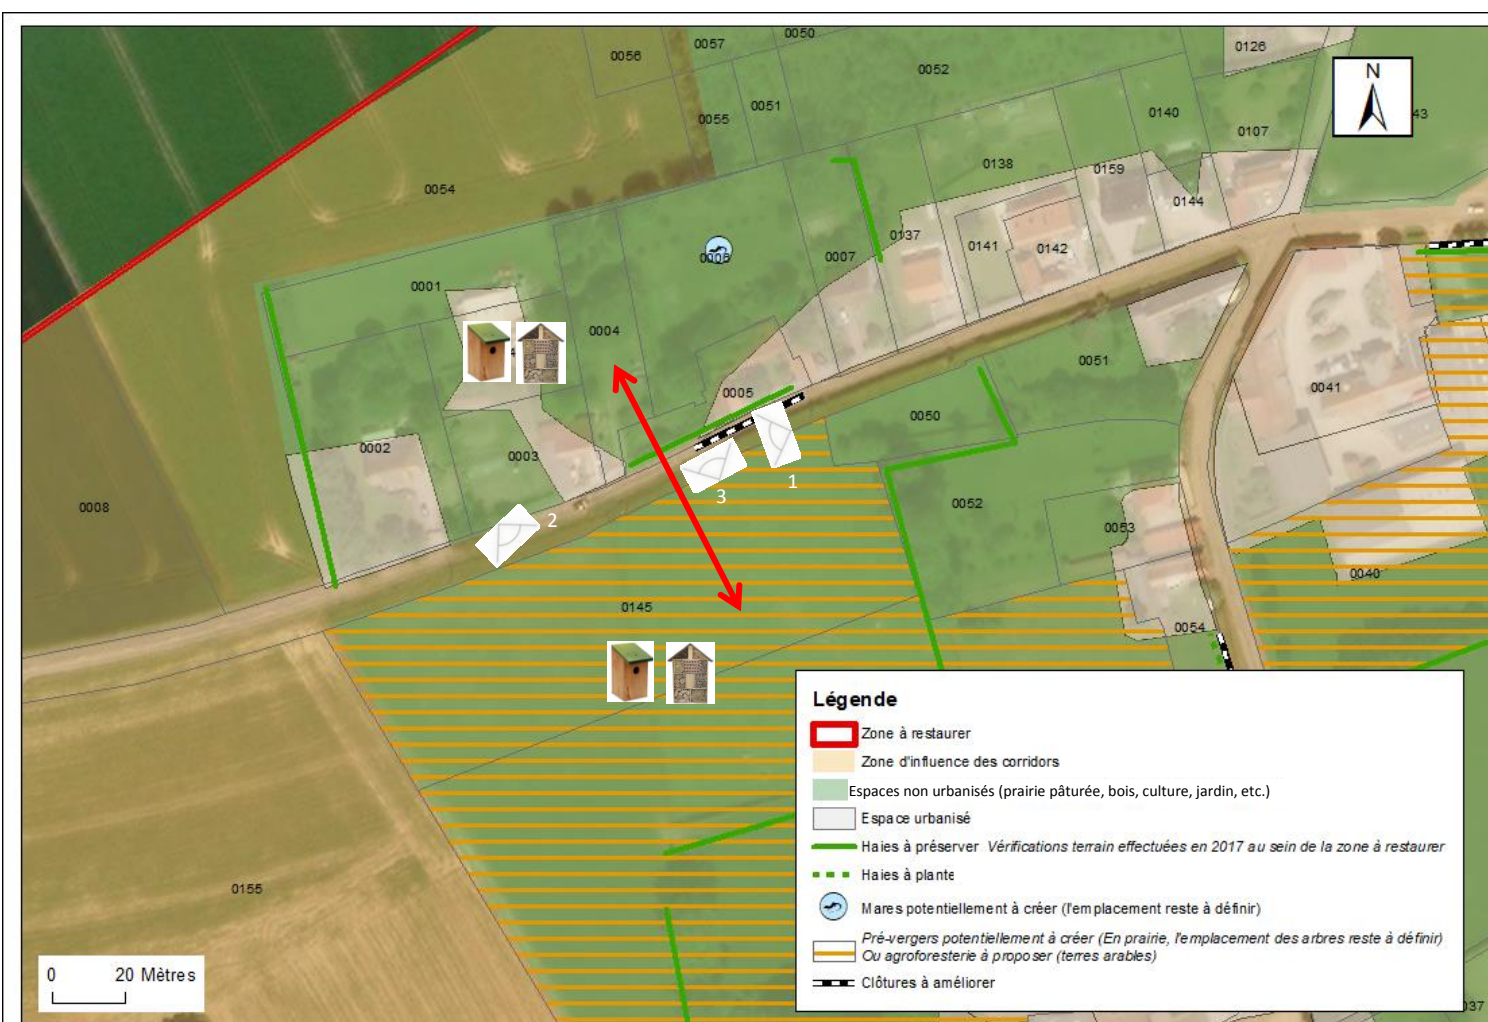 0050
0057
0056
0126
0052
N
0051
0140
43
0055
0107
0138
0159
0054
0144
0137
0141
0142
0007
0006
0001
0004
0051
0041
0005
0050
0002
0003
1
3
0052
0008
2
0053
0040
0145
0054
Légende
Zone à restaurer
Zone d'influence des corridors
Espaces non urbanisés (prairie pâturée, bois, culture, jardin, etc.)
Espace urbanisé
Haies à préserver Vérifications terrain effectuées en 2017 au sein de la zone à restaurer
Haies à plante
0155
Mares potentiellement à créer (l'emplacement reste à définir)
Pré-vergers potentiellement à créer (En prairie, l'emplacement des arbres reste à définir)
Ou agroforesterie à proposer (terres arables)
0 20 Mètres
Clôtures à améliorer
037